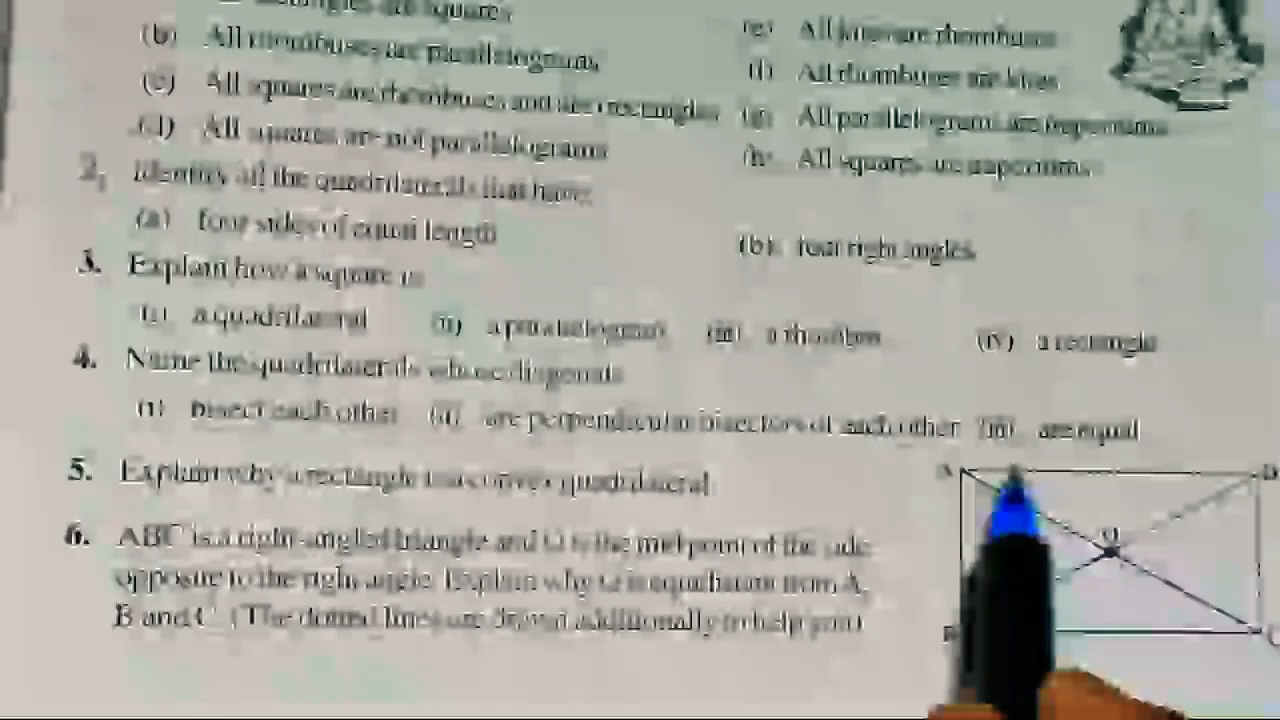 rectangles are squares
(b) All rhombuses are parallelograms
(c) All squares are rhombuses and also rectangles
(d) All squares are not parallelograms
(e) All kites are rhombuses
(f) All rhombuses are kites
(g) All parallelograms are trapeziums
(h) All squares are trapeziums.
2. Identify all the quadrilaterals that have:
(a) four sides of equal length
(b) four right angles
3. Explain how a square is
(i) a quadrilateral (ii) a parallelogram (iii) a rhombus (iv) a rectangle
4. Name the quadrilaterals whose diagonals
(i) bisect each other (ii) are perpendicular bisectors of each other (iii) are equal
5. Explain why a rectangle is a convex quadrilateral
6. ABC is a right-angled triangle and O is the mid point of the side
opposite to the right angle. Explain why O is equidistant from A,
B and C. (The dotted lines are drawn additionally to help you)
A D
O
B C